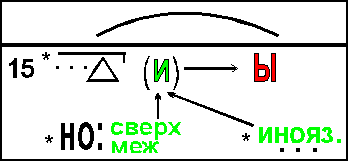 15 * (и) ы
* НО: сверх
меж
* инояз.